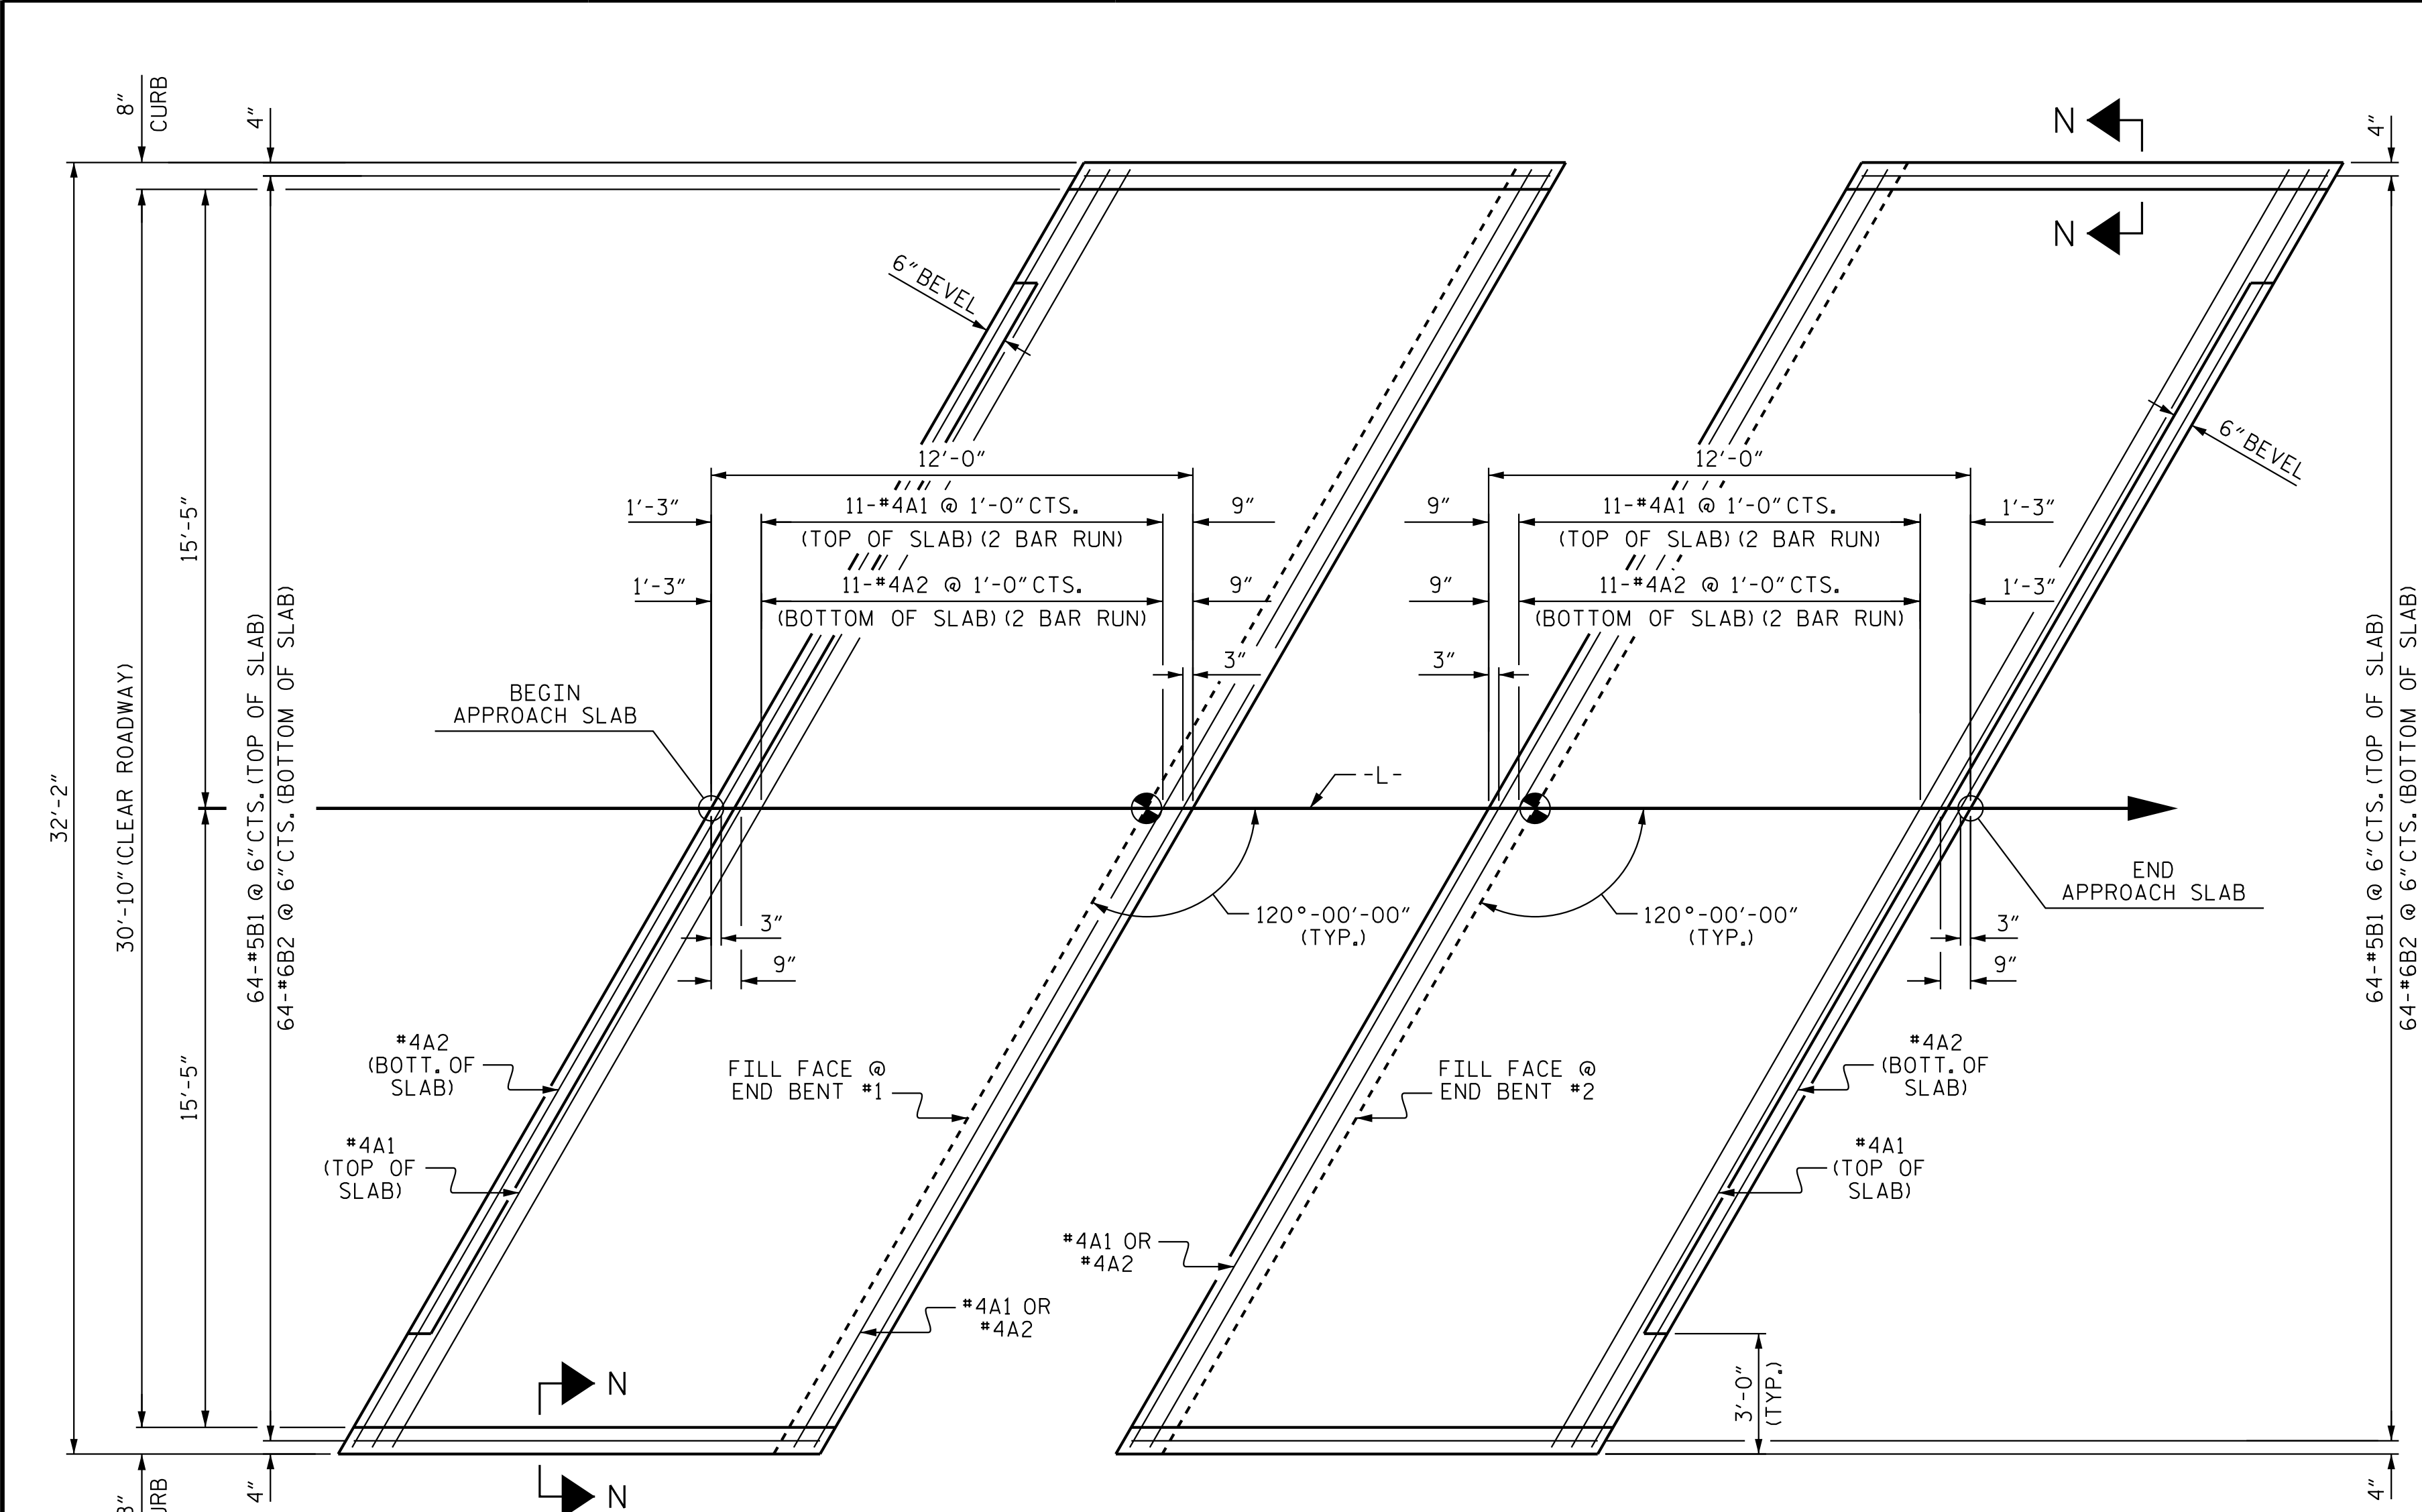 8"
CURB
4"
N
4"
N
6" BEVEL
6" BEVEL
12'-0"
12'-0"
1'-3"
11-#4A1 @ 1'-0" CTS.
9"
9"
11-#4A1 @ 1'-0" CTS.
1'-3"
(TOP OF SLAB) (2 BAR RUN)
(TOP OF SLAB) (2 BAR RUN)
1'-3"
11-#4A2 @ 1'-0" CTS.
9"
9"
11-#4A2 @ 1'-0" CTS.
1'-3"
(BOTTOM OF SLAB) (2 BAR RUN)
(BOTTOM OF SLAB) (2 BAR RUN)
3"
3"
32'-2"
30'-10" (CLEAR ROADWAY)
15'-5"
15'-5"
64-#5B1 @ 6" CTS. (TOP OF SLAB)
64-#6B2 @ 6" CTS. (BOTTOM OF SLAB)
BEGIN
APPROACH SLAB
-L-
END
APPROACH SLAB
64-#5B1 @ 6" CTS. (TOP OF SLAB)
64-#6B2 @ 6" CTS. (BOTTOM OF SLAB)
120°-00'-00"
(TYP.)
120°-00'-00"
(TYP.)
3"
9"
3"
9"
#4A2
(BOTT. OF
SLAB)
#4A1
(TOP OF
SLAB)
FILL FACE @
END BENT #1
FILL FACE @
END BENT #2
#4A2
(BOTT. OF
SLAB)
#4A1
(TOP OF
SLAB)
#4A1 OR
#4A2
#4A1 OR
#4A2
3'-0"
(TYP.)
N
N
4"
4"